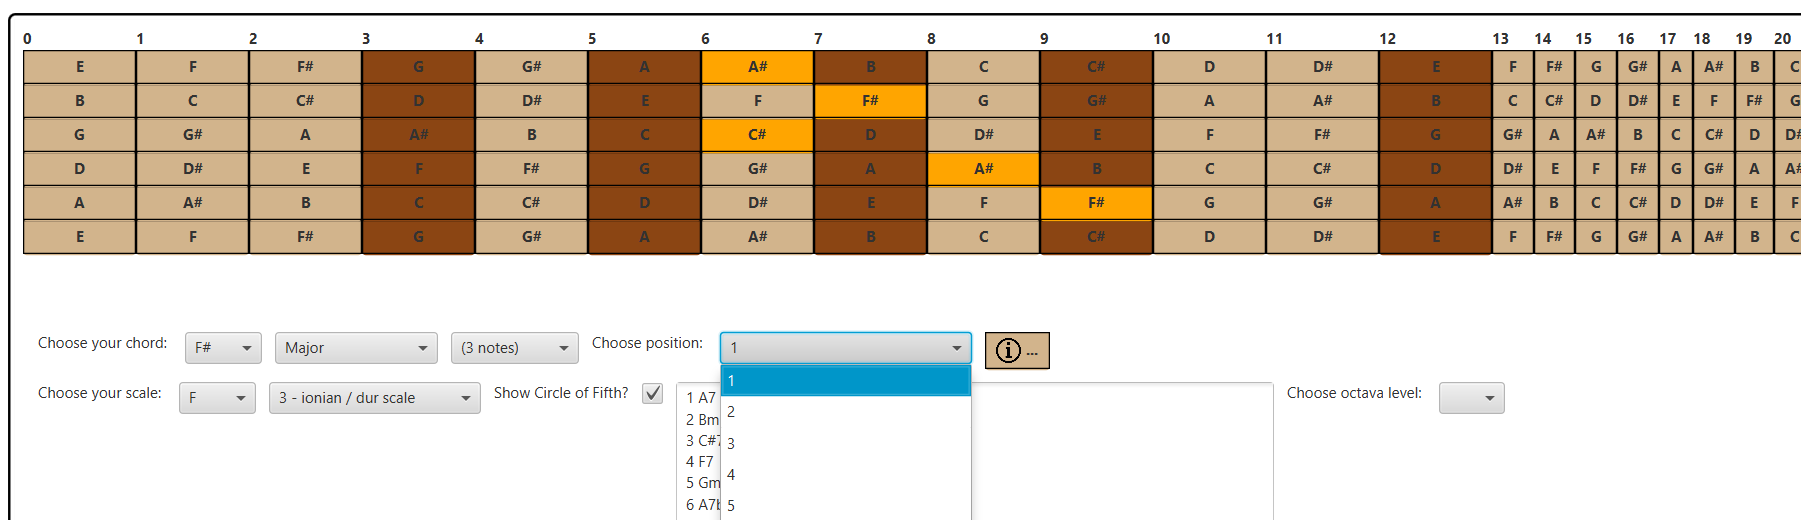 0 1 2 3 4 5 6 7 8 9 10 11 12 13 14 15 16 17 18 19 20
E F F# G G# A A# B C C# D D# E F F# G G# A A# B C
B C C# D D# E F F# G G# A A# B C C# D D# E F F# G
G G# A A# B C C# D D# E F F# G G# A A# B C C# D D#
D D# E F F# G G# A A# B C C# D D# E F F# G G# A A#
A A# B C C# D D# E F F# G G# A A# B C C# D D# E F
E F F# G G# A A# B C C# D D# E F F# G G# A A# B C
Choose your chord: F# Major (3 notes) Choose position: 1 ...
1
Choose your scale: F 3 - ionian / dur scale Show Circle of Fifth? 1 A7 Choose octava level:
2 Bm 2
3 C#7 3
4 F7 4
5 Gm
6 A7b 5